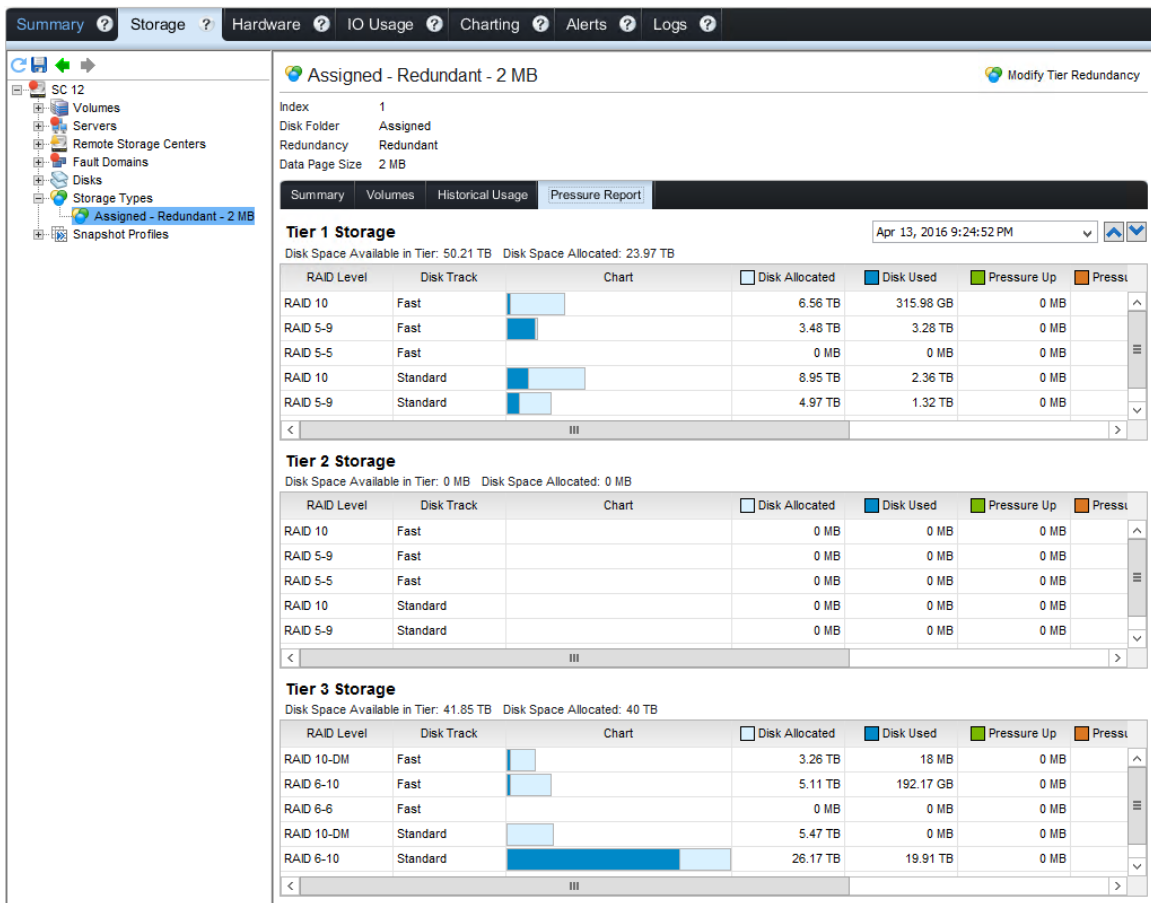 Summary ? Storage ? Hardware ? IO Usage ? Charting ? Alerts ? Logs ?
SC 12
Volumes
Servers
Remote Storage Centers
Fault Domains
Disks
Storage Types
Assigned - Redundant - 2 MB
Snapshot Profiles
Assigned - Redundant - 2 MB
Modify Tier Redundancy
Index 1
Disk Folder Assigned
Redundancy Redundant
Data Page Size 2 MB
Summary Volumes Historical Usage Pressure Report
Tier 1 Storage
Apr 13, 2016 9:24:52 PM
Disk Space Available in Tier: 50.21 TB Disk Space Allocated: 23.97 TB
RAID Level Disk Track Chart Disk Allocated Disk Used Pressure Up Pressu
RAID 10 Fast 6.56 TB 315.98 GB 0 MB
RAID 5-9 Fast 3.48 TB 3.28 TB 0 MB
RAID 5-5 Fast 0 MB 0 MB 0 MB
RAID 10 Standard 8.95 TB 2.36 TB 0 MB
RAID 5-9 Standard 4.97 TB 1.32 TB 0 MB
Tier 2 Storage
Disk Space Available in Tier: 0 MB Disk Space Allocated: 0 MB
RAID Level Disk Track Chart Disk Allocated Disk Used Pressure Up Pressu
RAID 10 Fast 0 MB 0 MB 0 MB
RAID 5-9 Fast 0 MB 0 MB 0 MB
RAID 5-5 Fast 0 MB 0 MB 0 MB
RAID 10 Standard 0 MB 0 MB 0 MB
RAID 5-9 Standard 0 MB 0 MB 0 MB
Tier 3 Storage
Disk Space Available in Tier: 41.85 TB Disk Space Allocated: 40 TB
RAID Level Disk Track Chart Disk Allocated Disk Used Pressure Up Pressu
RAID 10-DM Fast 3.26 TB 18 MB 0 MB
RAID 6-10 Fast 5.11 TB 192.17 GB 0 MB
RAID 6-6 Fast 0 MB 0 MB 0 MB
RAID 10-DM Standard 5.47 TB 0 MB 0 MB
RAID 6-10 Standard 26.17 TB 19.91 TB 0 MB